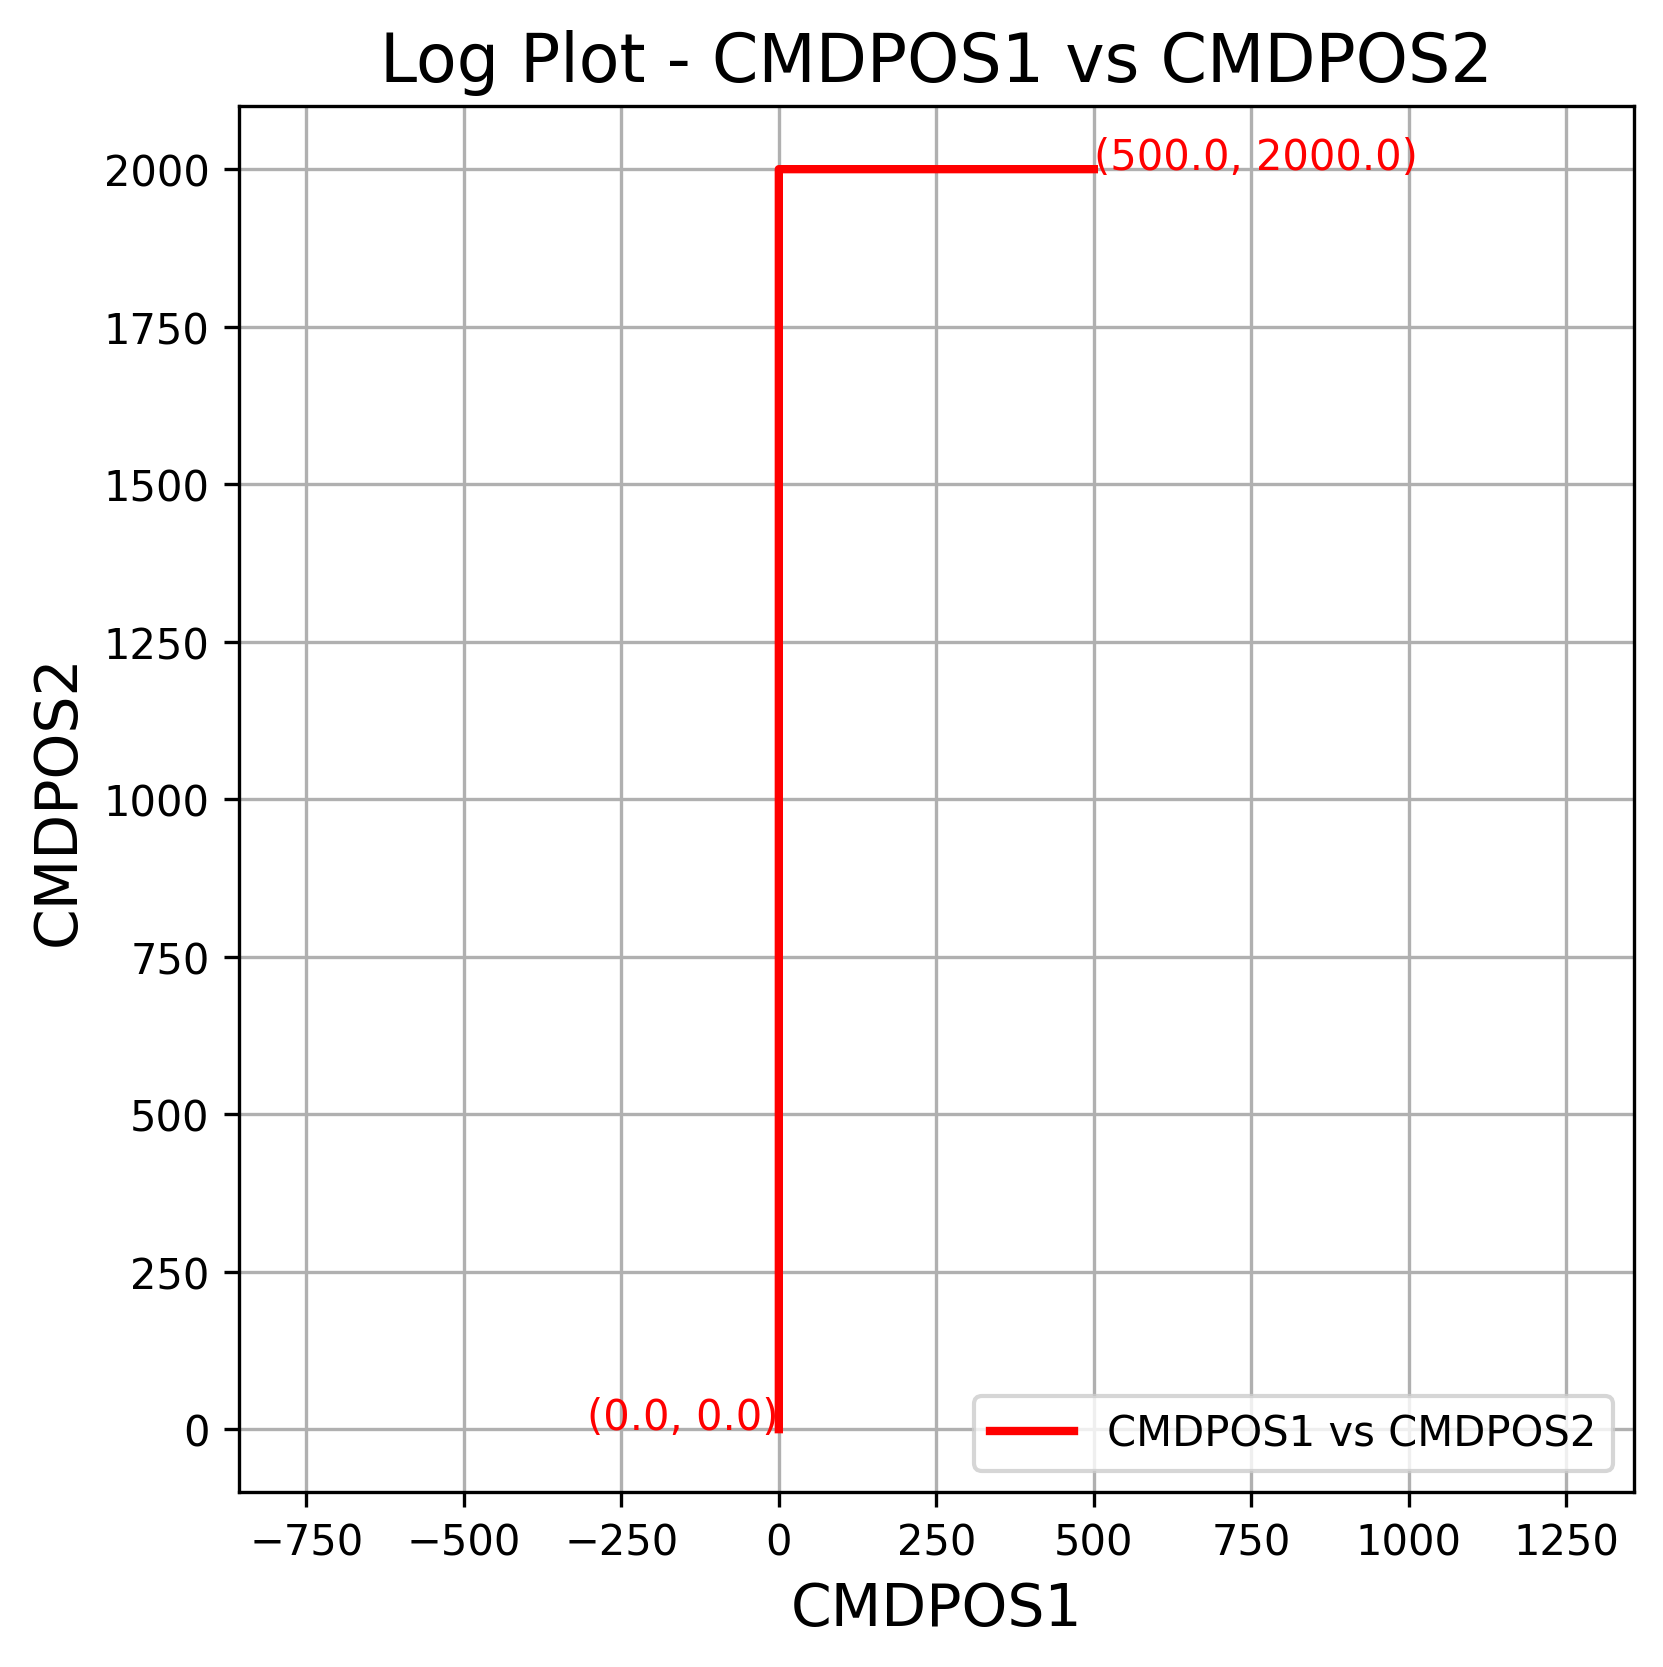 Log Plot - CMDPOS1 vs CMDPOS2
(500.0, 2000.0)
2000
1750
1500
1250
1000
750
500
250
0
CMDPOS2
(0.0, 0.0)
CMDPOS1 vs CMDPOS2
−750 −500 −250 0 250 500 750 1000 1250
CMDPOS1